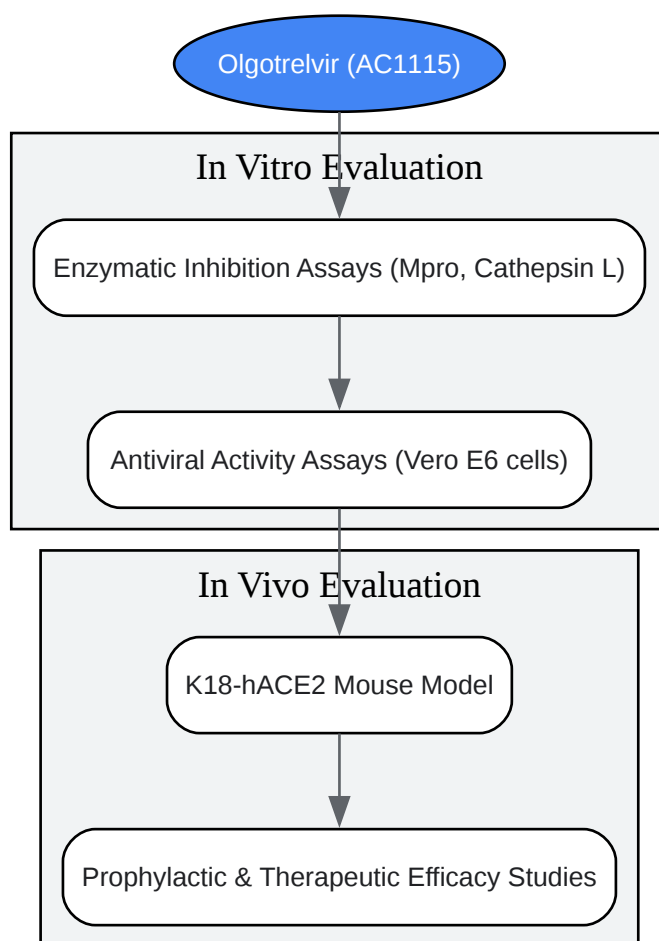 Olgotrelvir (AC1115)
In Vitro Evaluation
Enzymatic Inhibition Assays (Mpro, Cathepsin L)
Antiviral Activity Assays (Vero E6 cells)
In Vivo Evaluation
K18-hACE2 Mouse Model
Prophylactic & Therapeutic Efficacy Studies